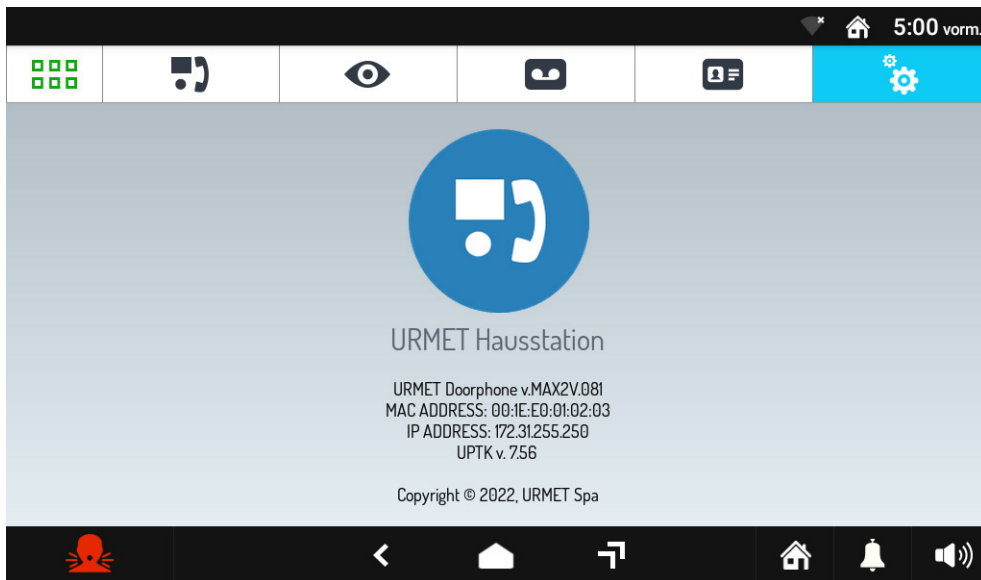 5:00 vorm.
URMET Hausstation
URMET Doorphone v.MAX2V.081
MAC ADDRESS: 00:1E:E0:01:02:03
IP ADDRESS: 172.31.255.250
UPTK v. 7.56
Copyright © 2022, URMET Spa